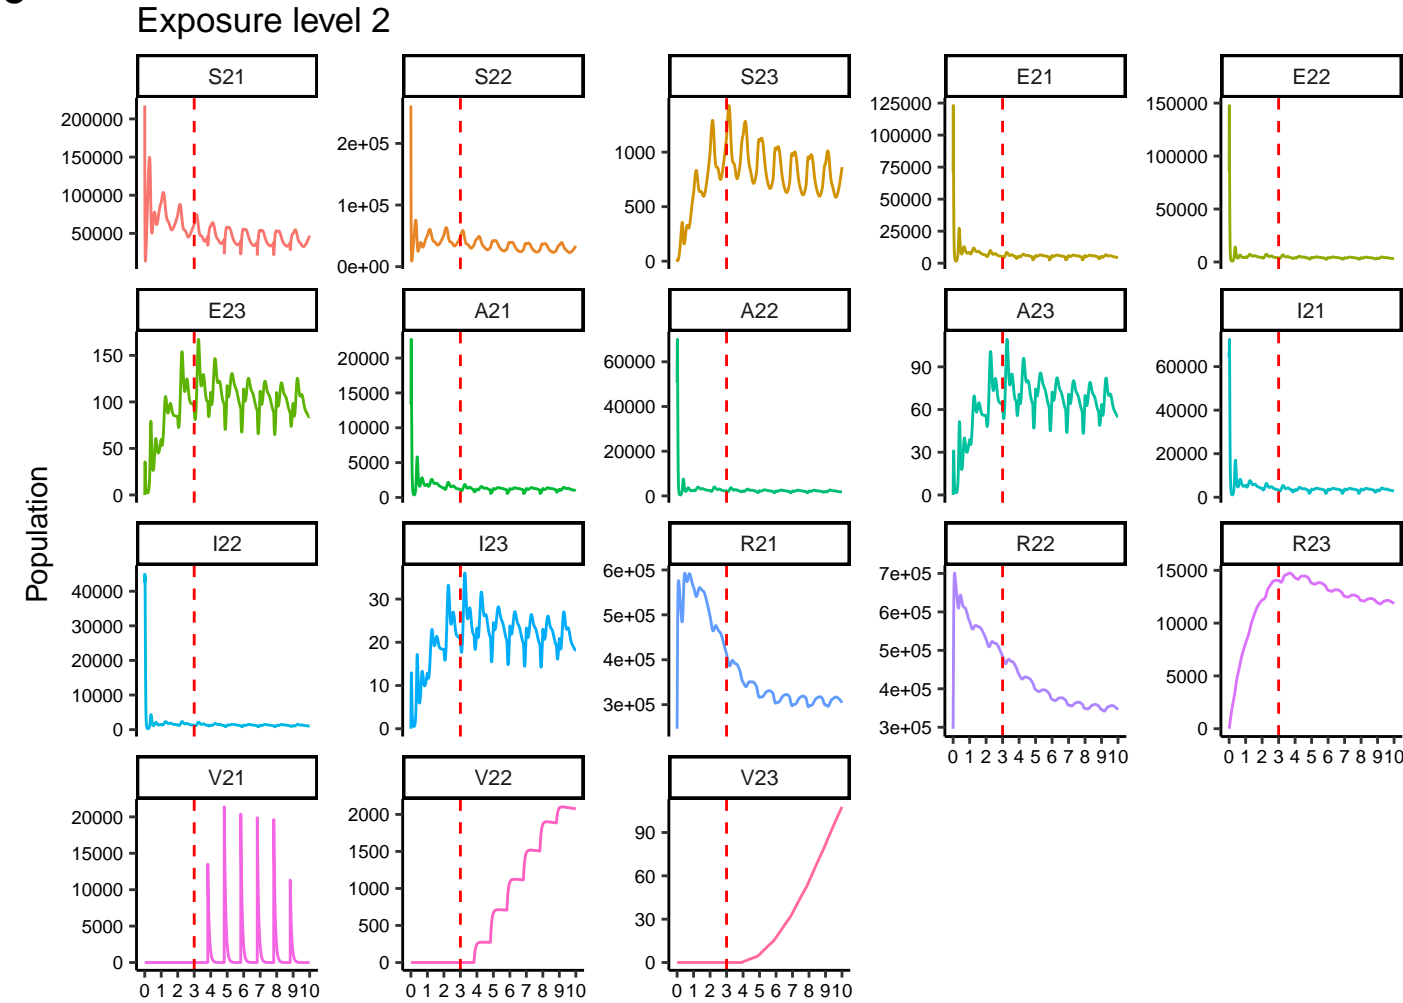 Exposure level 2
S21 S22 S23 E21 E22
200000 150000 100000 50000
2e+05 1e+05 0e+00
1000 500 0
125000 100000 75000 50000 25000 0
150000 100000 50000 0
E23 A21 A22 A23 I21
150 100 50 0
20000 15000 10000 5000 0
60000 40000 20000 0
90 60 30 0
60000 40000 20000 0
Population
I22 I23 R21 R22 R23
40000 30000 20000 10000 0
30 20 10 0
6e+05 5e+05 4e+05 3e+05
7e+05 6e+05 5e+05 4e+05 3e+05
15000 10000 5000 0
0 1 2 3 4 5 6 7 8 9 10
0 1 2 3 4 5 6 7 8 9 10
V21 V22 V23
20000 15000 10000 5000 0
2000 1500 1000 500 0
90 60 30 0
0 1 2 3 4 5 6 7 8 9 10
0 1 2 3 4 5 6 7 8 9 10
0 1 2 3 4 5 6 7 8 9 10